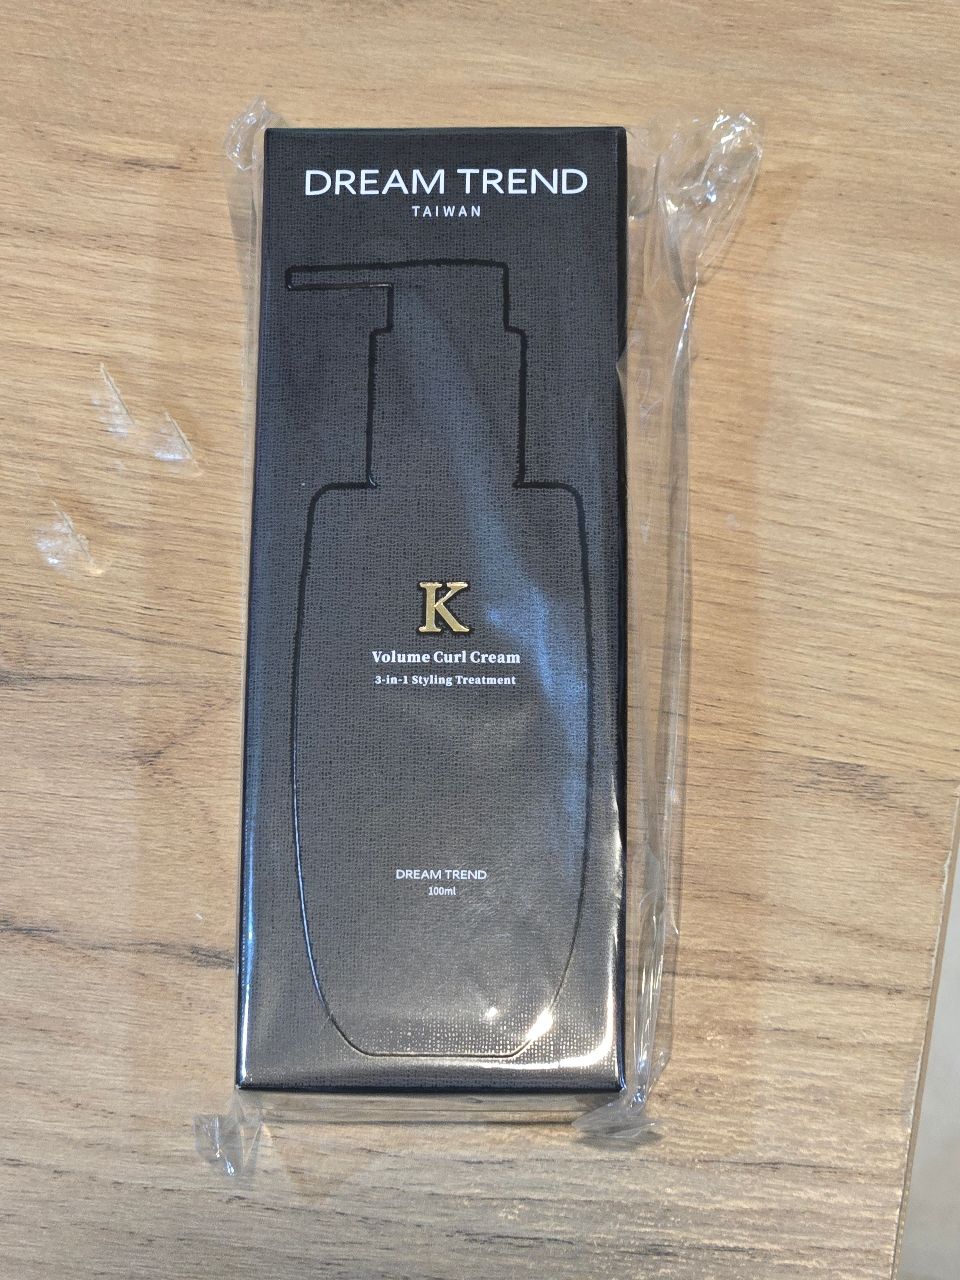 DREAM TREND
TAIWAN
K
Volume Curl Cream
3-in-1 Styling Treatment
DREAM TREND
100ml